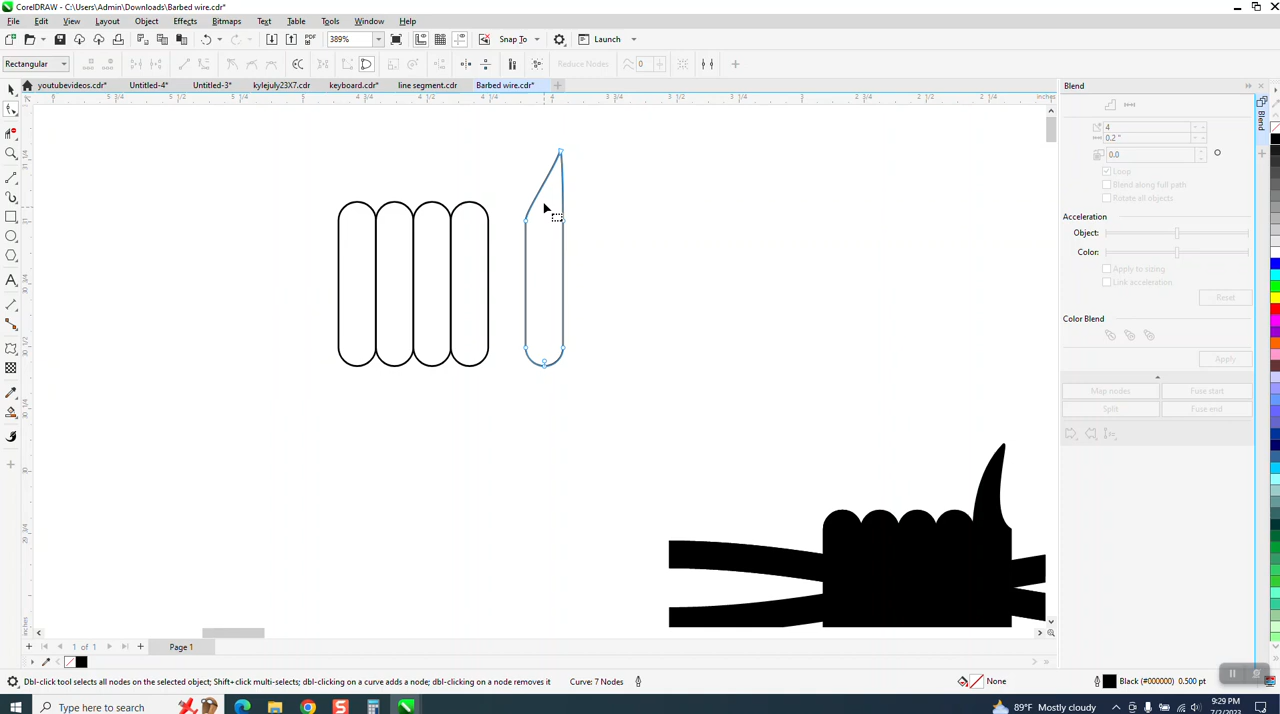 CorelDRAW - C:\Users\Admin\Downloads\Barbed wire.cdr*
File Edit View Layout Object Effects Bitmaps Text Table Tools Window Help
PDF 389% Snap To Launch
Rectangular Reduce Nodes 0
youtubevideos.cdr* Untitled-4* Untitled-3* kylejuly23X7.cdr keyboard.cdr* line segment.cdr Barbed wire.cdr*
inches
Blend
4
0.2 "
0.0
Loop
Blend along full path
Rotate all objects
Acceleration
Object:
Color:
Apply to sizing
Link acceleration
Reset
Color Blend
Apply
Map nodes Fuse start
Split Fuse end
Blend
1 of 1 Page 1
Dbl-click tool selects all nodes on the selected object; Shift+click multi-selects; dbl-clicking on a curve adds a node; dbl-clicking on node removes it Curve: 7 Nodes None Black (#000000) 0.500 pt
Type here to search 89°F Mostly cloudy 9:29 PM
7/2/2023